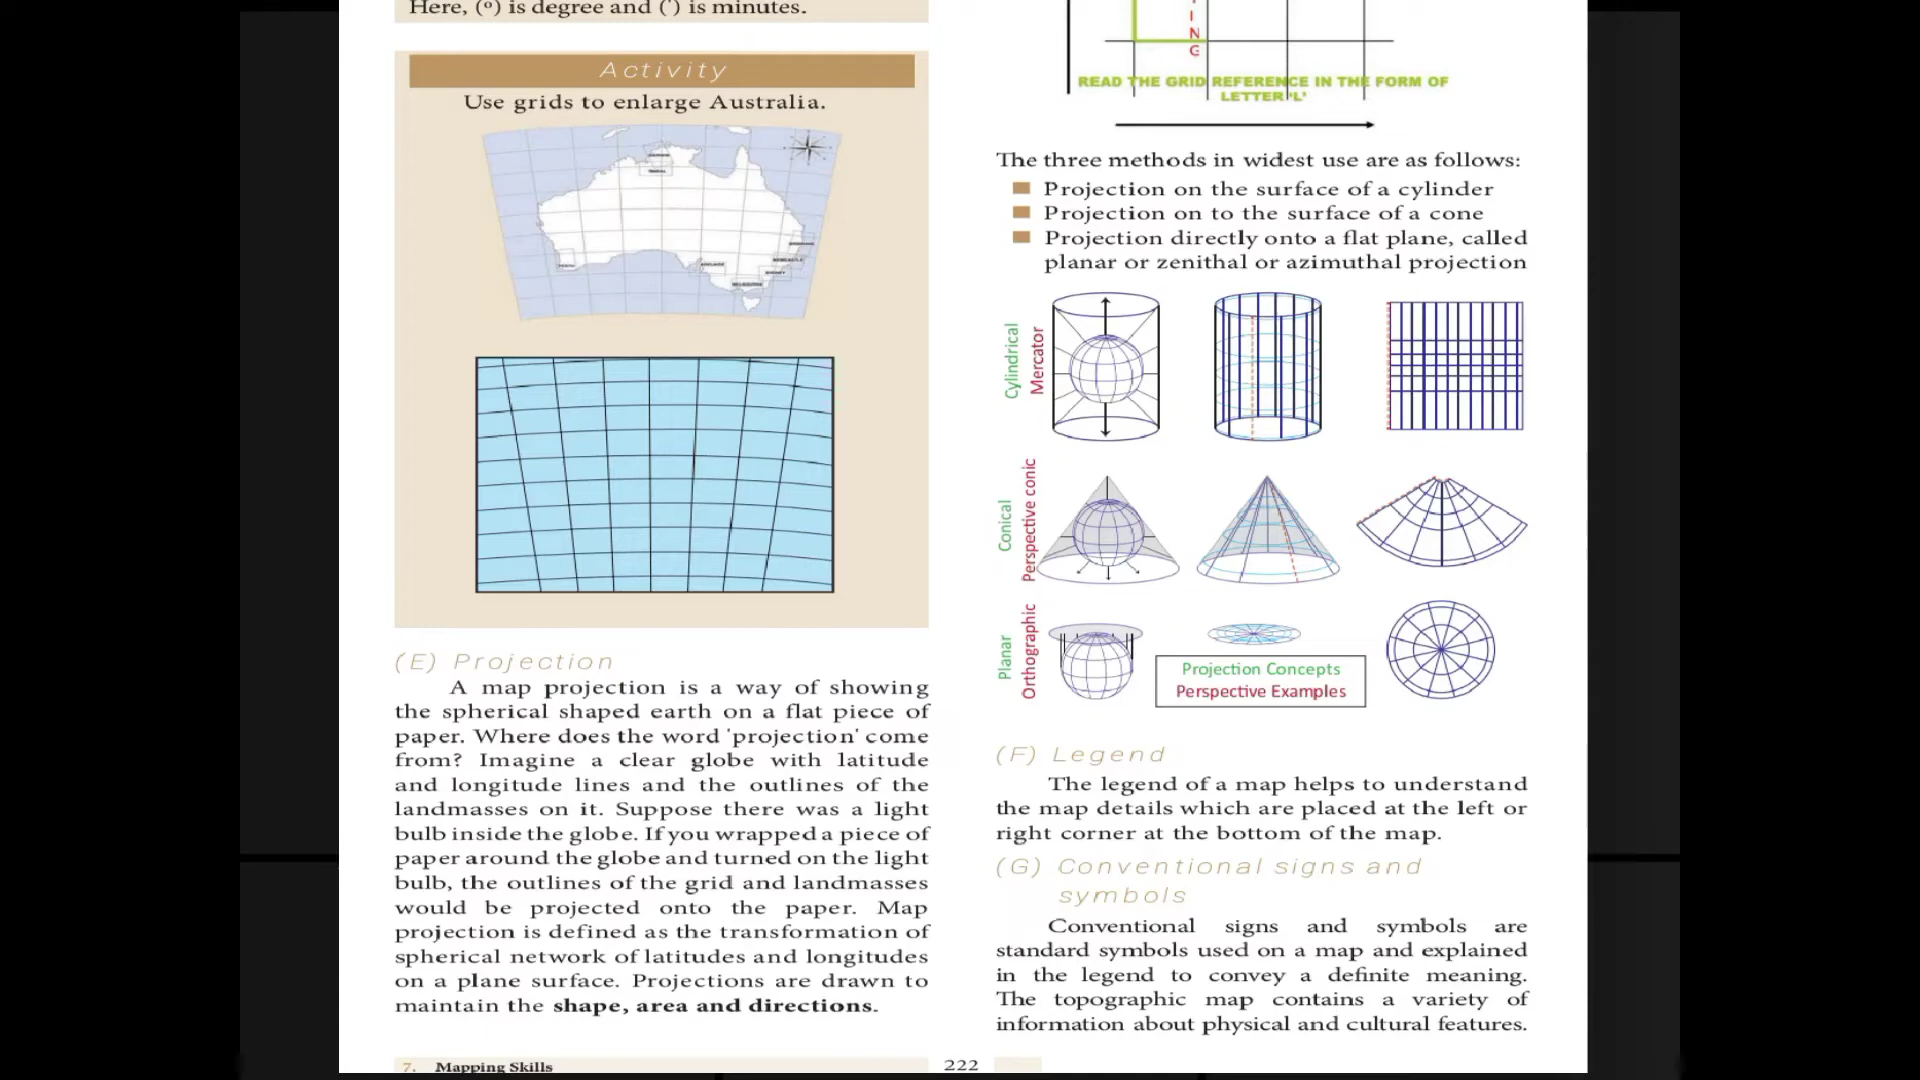 Here, (º) is degree and (') is minutes.
Activity
Use grids to enlarge Australia.
PERTH
ADELAIDE
MELBOURNE
SYDNEY
NEWCASTLE
(E) Projection
A map projection is a way of showing
the spherical shaped earth on a flat piece of
paper. Where does the word 'projection' come
from? Imagine a clear globe with latitude
and longitude lines and the outlines of the
landmasses on it. Suppose there was a light
bulb inside the globe. If you wrapped a piece of
paper around the globe and turned on the light
bulb, the outlines of the grid and landmasses
would be projected onto the paper. Map
projection is defined as the transformation of
spherical network of latitudes and longitudes
on a plane surface. Projections are drawn to
maintain the shape, area and directions.
I
N
G
READ THE GRID REFERENCE IN THE FORM OF
LETTER 'L'
The three methods in widest use are as follows:
Projection on the surface of a cylinder
Projection on to the surface of a cone
Projection directly onto a flat plane, called
planar or zenithal or azimuthal projection
Cylindrical
Mercator
Conical
Perspective conic
Planar
Orthographic
Projection Concepts
Perspective Examples
(F) Legend
The legend of a map helps to understand
the map details which are placed at the left or
right corner at the bottom of the map.
(G) Conventional signs and
symbols
Conventional signs and symbols are
standard symbols used on a map and explained
in the legend to convey a definite meaning.
The topographic map contains a variety of
information about physical and cultural features.
7. Mapping Skills
222